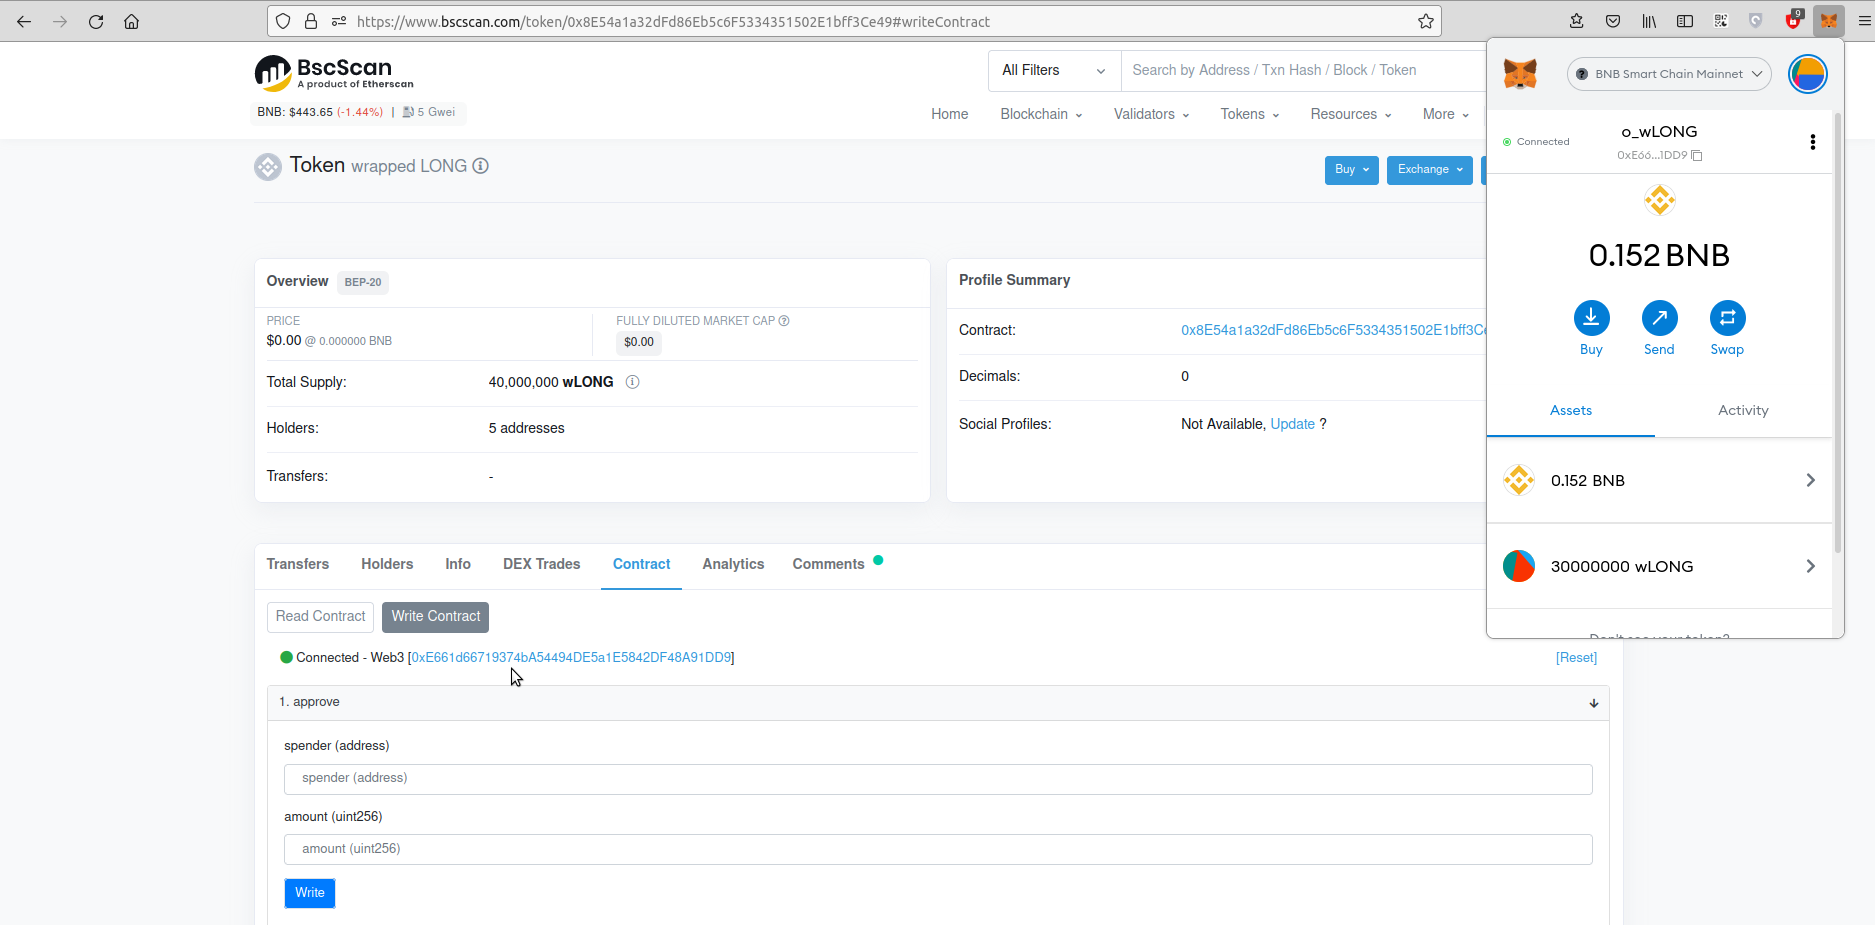 https://www.bscscan.com/token/0x8E54a1a32dFd86Eb5c6F5334351502E1bff3Ce49#writeContract
9
BscScan
A product of Etherscan
All Filters
Search by Address / Txn Hash / Block / Token
BNB: $443.65 (-1.44%) | 5 Gwei
Home
Blockchain
Validators
Tokens
Resources
More
Token wrapped LONG
Buy
Exchange
Overview BEP-20
PRICE
$0.00 @ 0.000000 BNB
FULLY DILUTED MARKET CAP
$0.00
Total Supply:
40,000,000 wLONG
Holders:
5 addresses
Transfers:
-
Profile Summary
Contract:
0x8E54a1a32dFd86Eb5c6F5334351502E1bff3Ce
Decimals:
0
Social Profiles:
Not Available, Update ?
Transfers
Holders
Info
DEX Trades
Contract
Analytics
Comments
Read Contract
Write Contract
Connected - Web3 [0xE661d66719374bA54494DE5a1E5842DF48A91DD9]
[Reset]
1. approve
spender (address)
spender (address)
amount (uint256)
amount (uint256)
Write
BNB Smart Chain Mainnet
Connected
o_wLONG
0xE66...1DD9
0.152 BNB
Buy
Send
Swap
Assets
Activity
0.152 BNB
30000000 wLONG
Don't see your token?